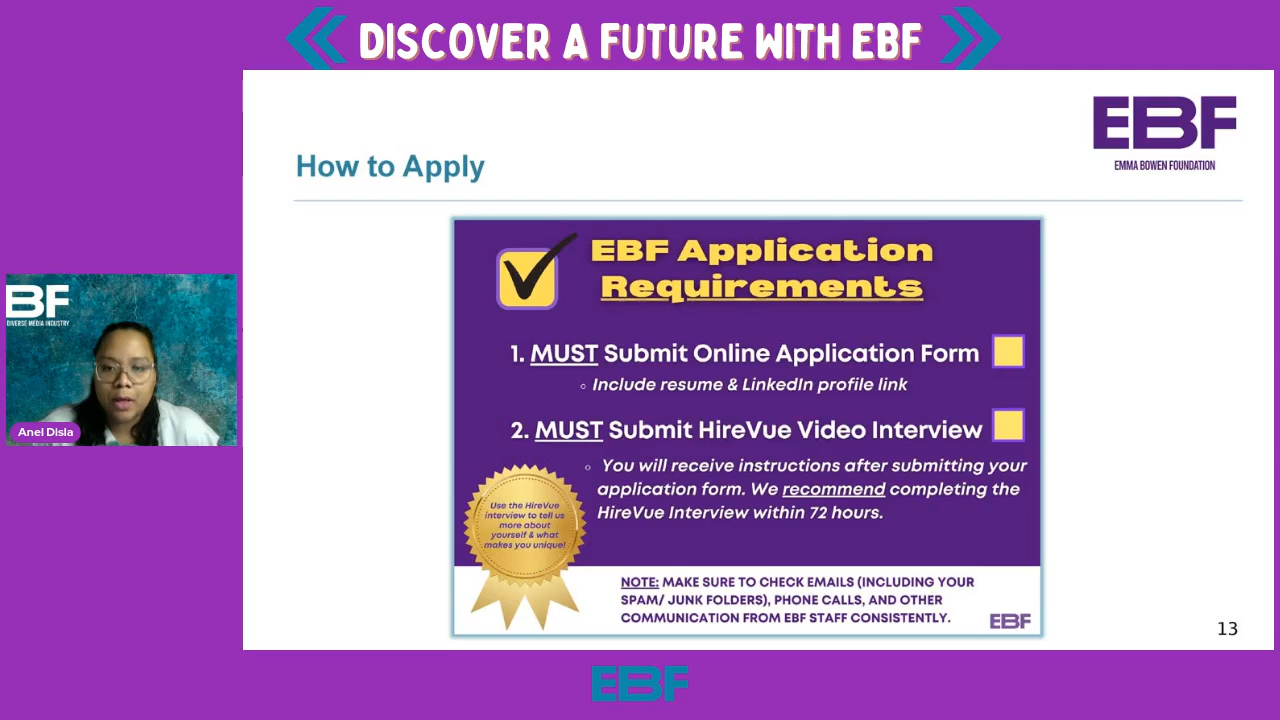 DISCOVER A FUTURE WITH EBF
EBF
EMMA BOWEN FOUNDATION
How to Apply
EBF Application
Requirements
1. MUST Submit Online Application Form
Include resume & LinkedIn profile link
2. MUST Submit HireVue Video Interview
You will receive instructions after submitting your
application form. We recommend completing the
HireVue Interview within 72 hours.
Use the HireVue
interview to tell us
more about
yourself & what
makes you unique!
NOTE: MAKE SURE TO CHECK EMAILS (INCLUDING YOUR
SPAM/ JUNK FOLDERS), PHONE CALLS, AND OTHER
COMMUNICATION FROM EBF STAFF CONSISTENTLY.
EBF
13
BF
DIVERSE MEDIA INDUSTRY
Anel Disla
EBF